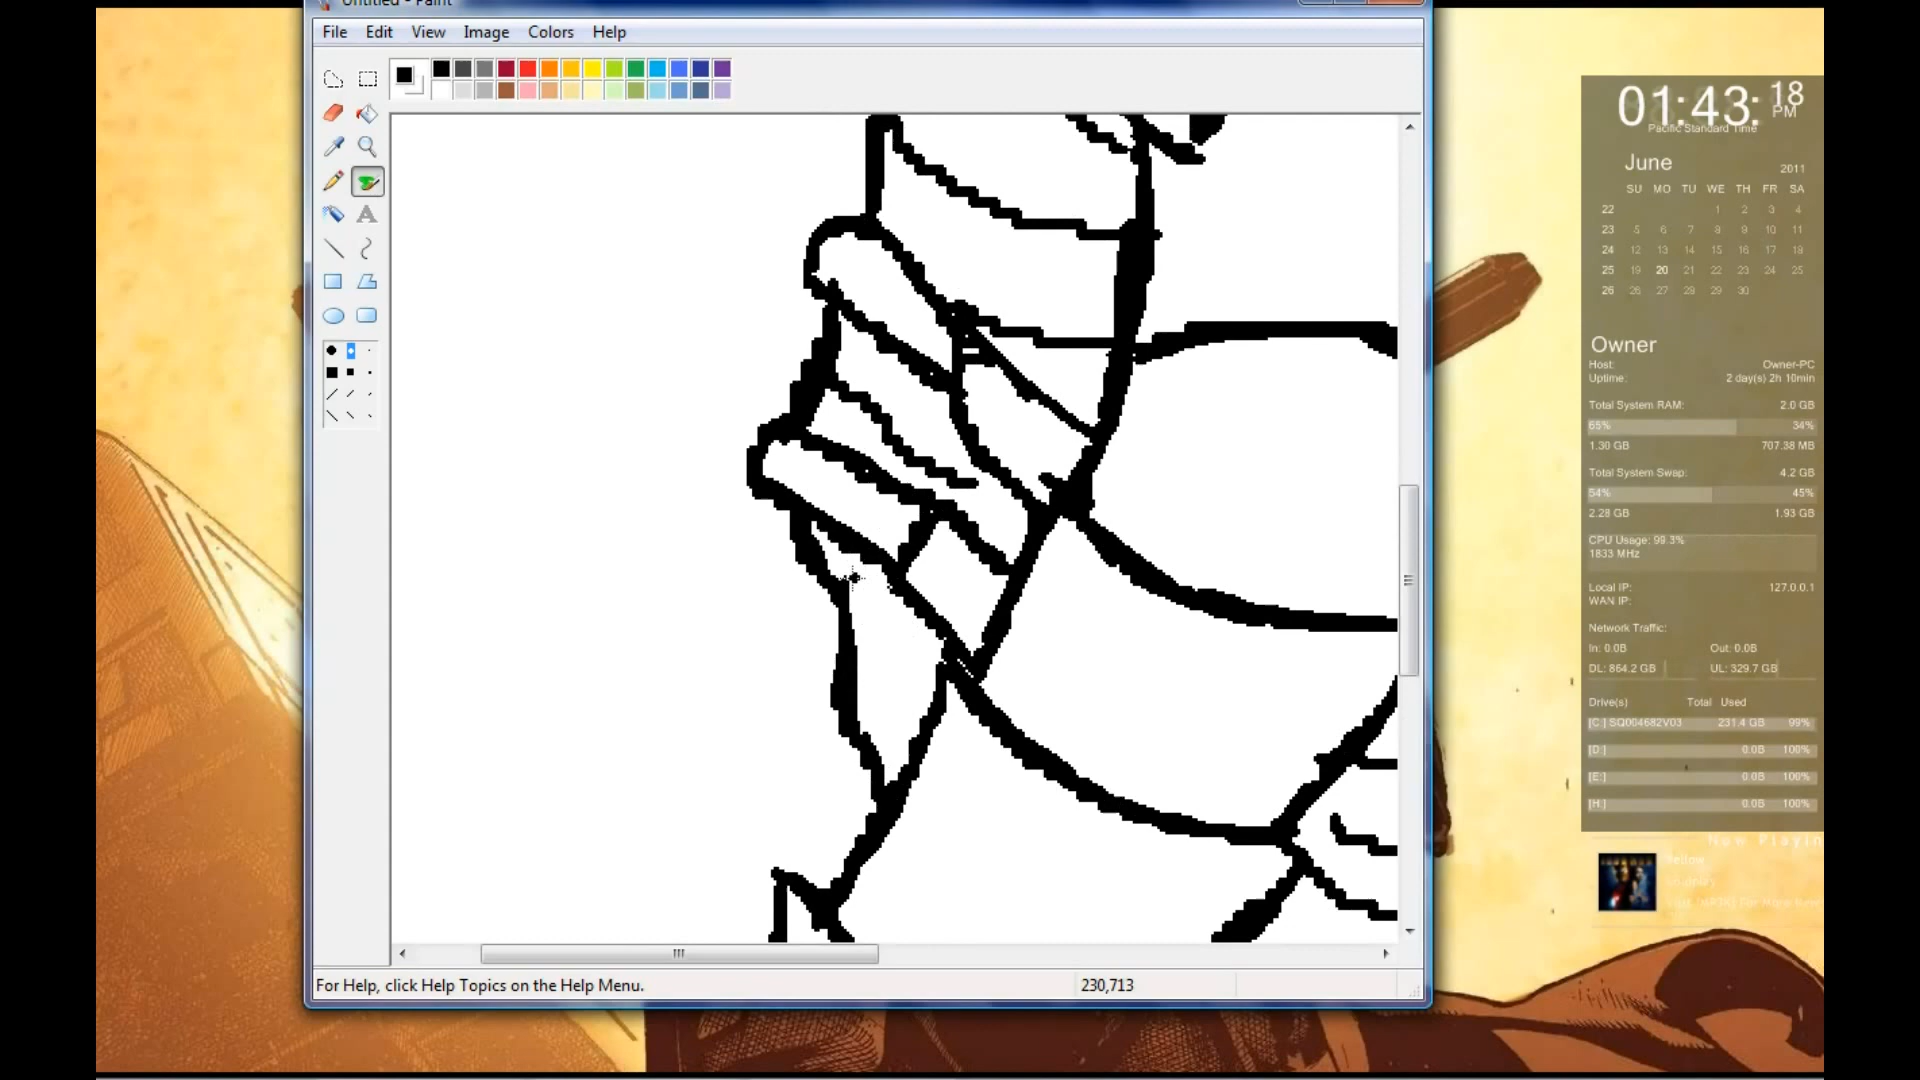 Untitled - Paint
File Edit View Image Colors Help
01:43: 18 PM
Pacific Standard Time
June 2011
SU MO TU WE TH FR SA
22 1 2 3 4
23 5 6 7 8 9 10 11
24 12 13 14 15 16 17 18
25 19 20 21 22 23 24 25
26 26 27 28 29 30
Owner
Host: Owner-PC
Uptime: 2 day(s) 2h 10min
Total System RAM: 2.0 GB
65% 34%
1.30 GB 707.38 MB
Total System Swap: 4.2 GB
54% 45%
2.28 GB 1.93 GB
CPU Usage: 99.3%
1833 MHz
Local IP: 127.0.0.1
WAN IP:
Network Traffic:
In: 0.0B Out: 0.0B
DL: 864.2 GB UL: 329.7 GB
Drive(s) Total Used
[C:] SQ004682V03 231.4 GB 99%
[D:] 0.0B 100%
[E:] 0.0B 100%
[H:] 0.0B 100%
Now Playin
Yellow
Coldplay
For Help, click Help Topics on the Help Menu. 230,713